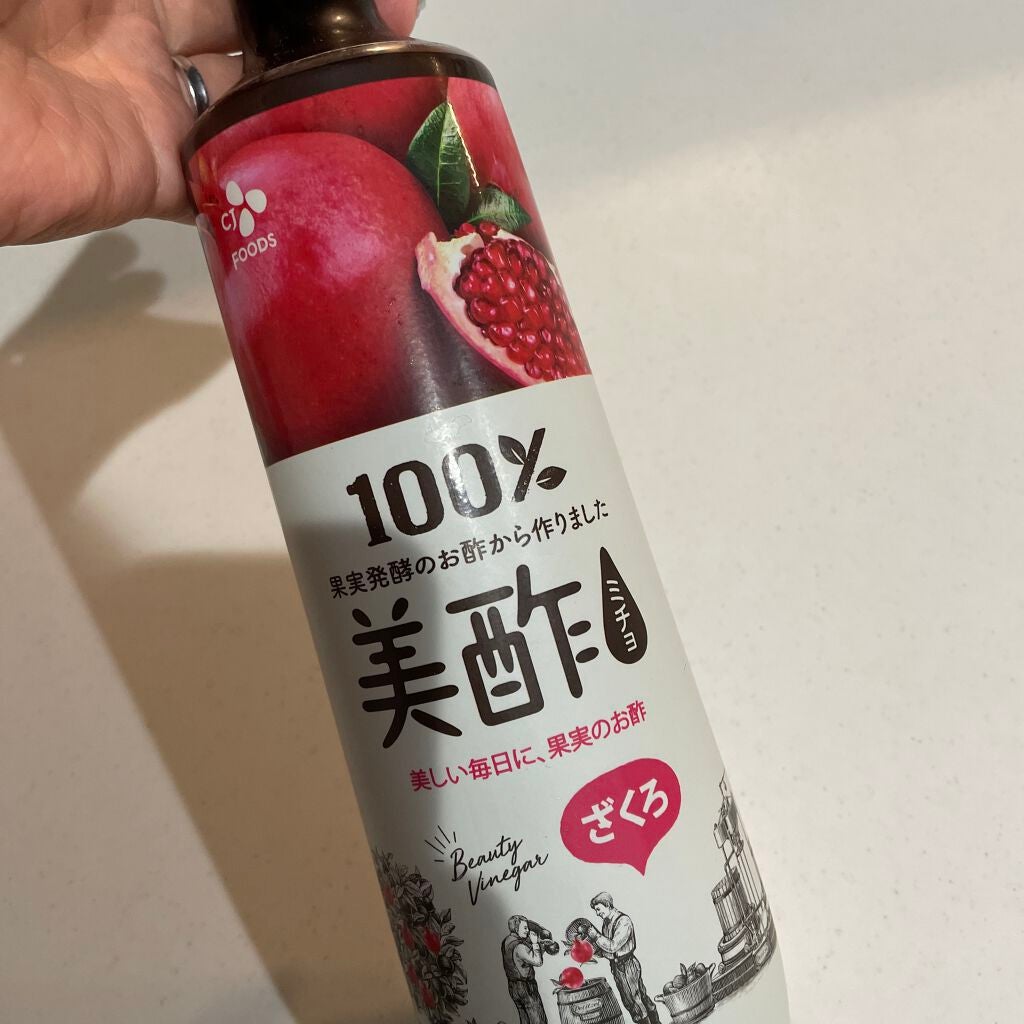 CJ
FOODS
100%
果実発酵のお酢から作りました
美酢
ミチョ
美しい毎日に、果実のお酢
ざくろ
Beauty
Vinegar